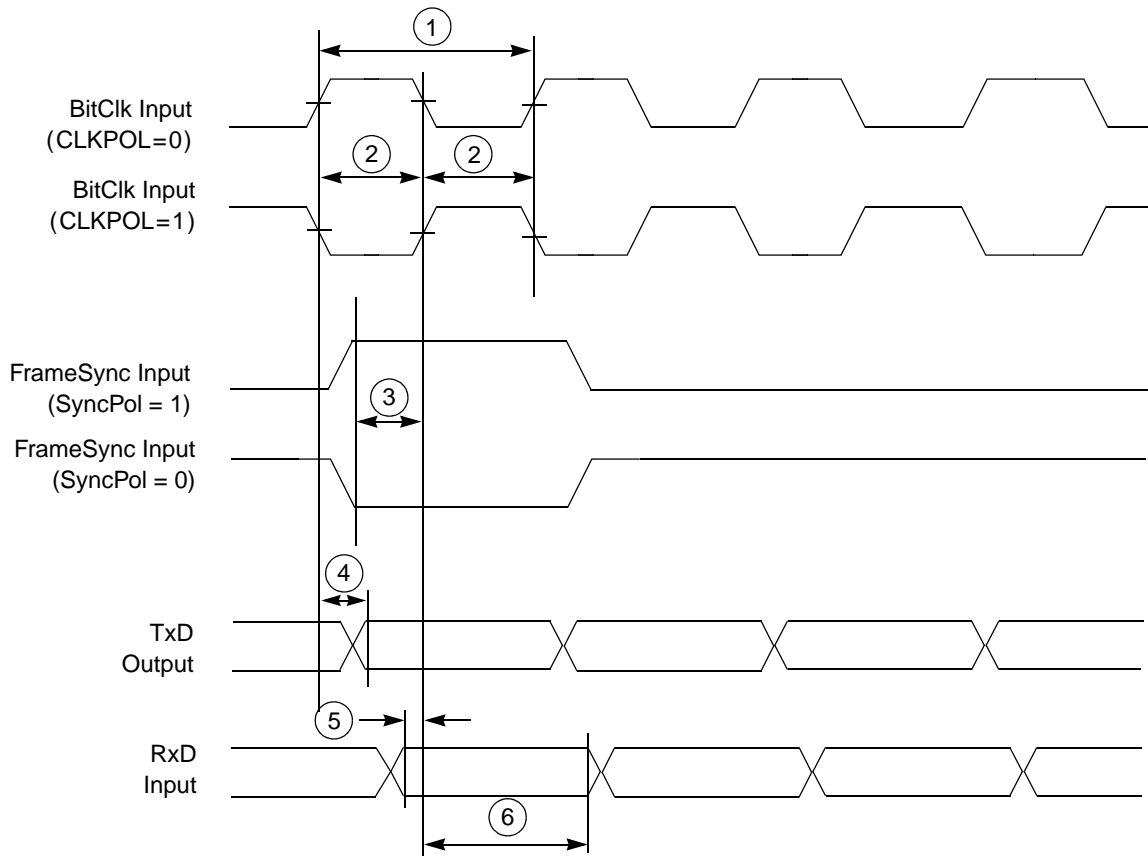 1
BitClk Input
(CLKPOL=0)
2
2
BitClk Input
(CLKPOL=1)
FrameSync Input
(SyncPol = 1)
3
FrameSync Input
(SyncPol = 0)
4
TxD
Output
5
RxD
Input
6